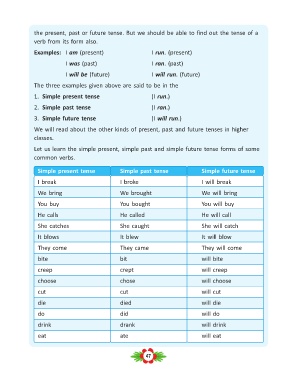 the present, past or future tense. But we should be able to find out the tense of a
verb from its form also.
Examples: I am (present) I run. (present)
I was (past) I ran. (past)
I will be (future) I will run. (future)
The three examples given above are said to be in the
1. Simple present tense (I run.)
2. Simple past tense (I ran.)
3. Simple future tense (I will run.)
We will read about the other kinds of present, past and future tenses in higher
classes.
Let us learn the simple present, simple past and simple future tense forms of some
common verbs.
Simple present tense Simple past tense Simple future tense
I break I broke I will break
We bring We brought We will bring
You buy You bought You will buy
He calls He called He will call
She catches She caught She will catch
It blows It blew It will blow
They come They came They will come
bite bit will bite
creep crept will creep
choose chose will choose
cut cut will cut
die died will die
do did will do
drink drank will drink
eat ate will eat
47